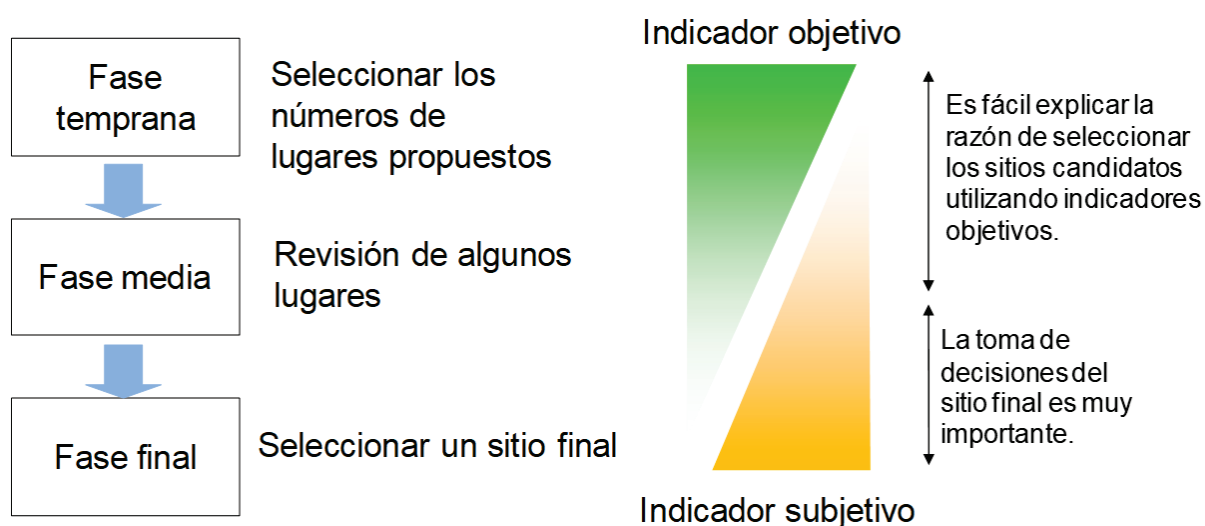 Fase
temprana
Seleccionar los
números de
lugares propuestos
Fase media
Revisión de algunos
lugares
Fase final
Seleccionar un sitio final
Indicador objetivo
Es fácil explicar la
razón de seleccionar
los sitios candidatos
utilizando indicadores
objetivos.
La toma de
decisiones del
sitio final es muy
importante.
Indicador subjetivo